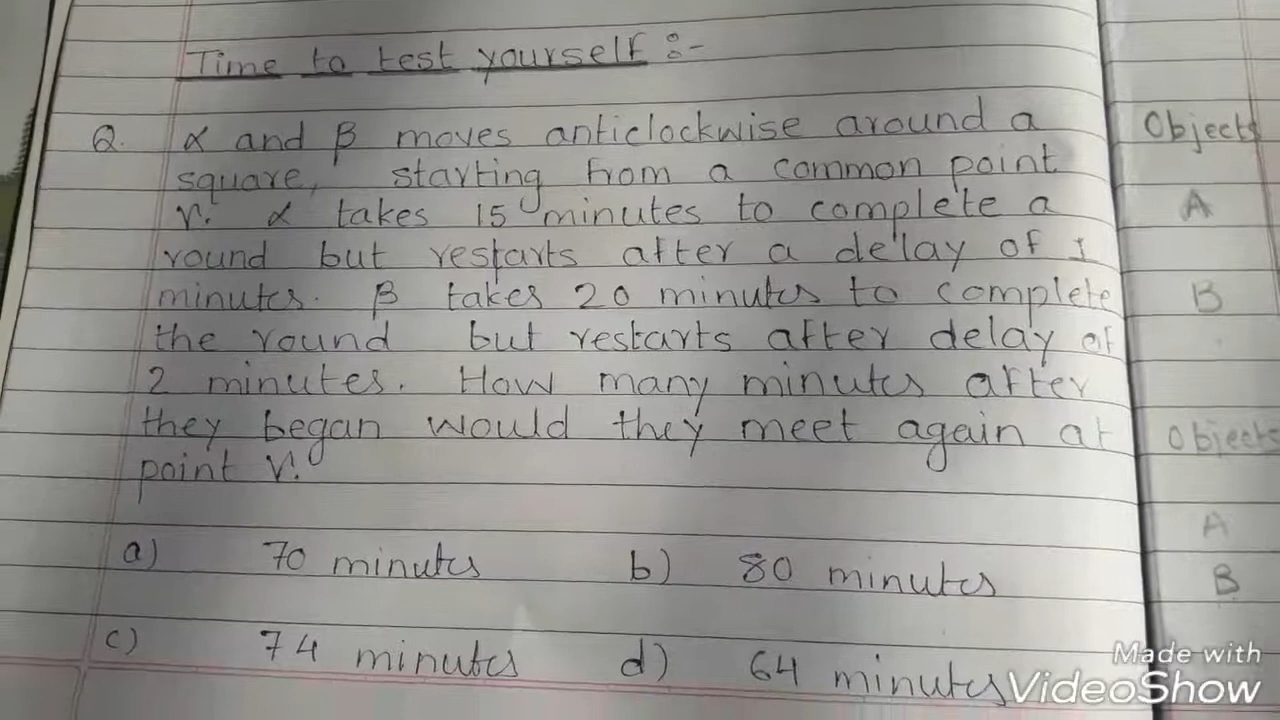 Time to test yourself :-
Objects
Q. α and β moves anticlockwise around a
square, starting from a common point
A
r. α takes 15 minutes to complete a
round but restarts after a delay of 1
B
minutes. β takes 20 minutes to complete
the round but restarts after delay of
2 minutes. How many minutes after
they began would they meet again at
Objects
point r.
A
a) 70 minutes b) 80 minutes
B
c) 74 minutes d) 64 minutes
Made with
VideoShow